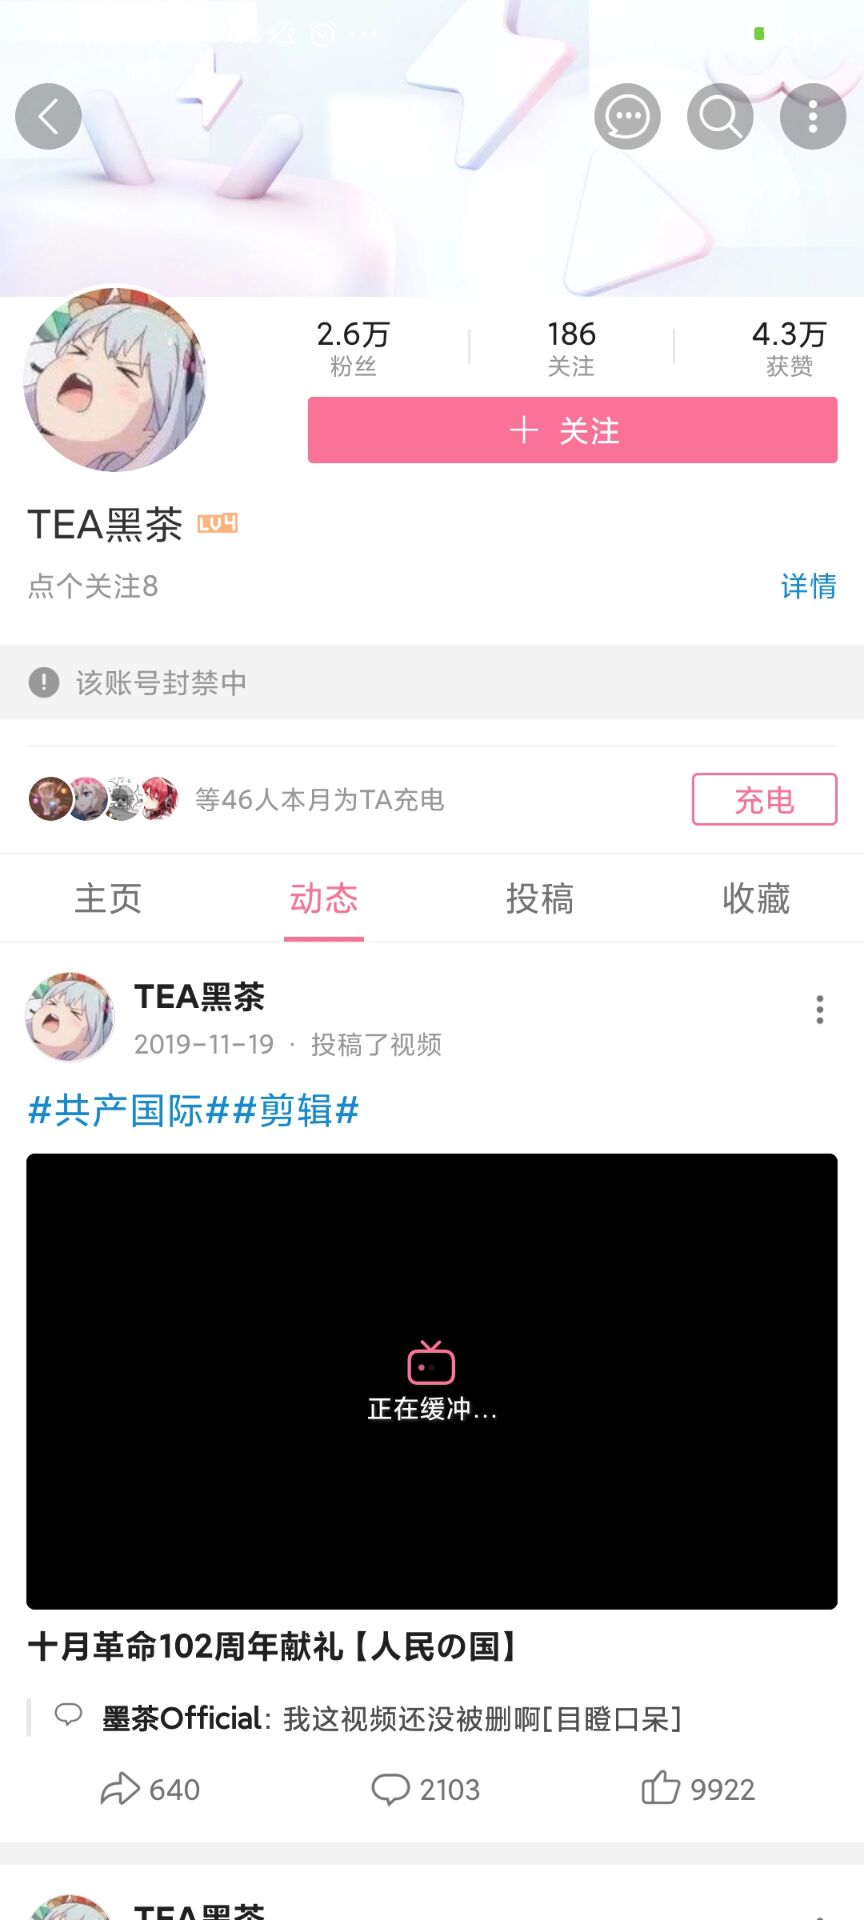 2.6万
粉丝
186
关注
4.3万
获赞
关注
TEA黑茶 LV4
点个关注8
详情
该账号封禁中
等46人本月为TA充电
充电
主页 动态 投稿 收藏
TEA黑茶
2019-11-19 · 投稿了视频
#共产国际##剪辑#
正在缓冲...
十月革命102周年献礼【人民の国】
墨茶Official: 我这视频还没被删啊[目瞪口呆]
640 2103 9922
TEA黑茶